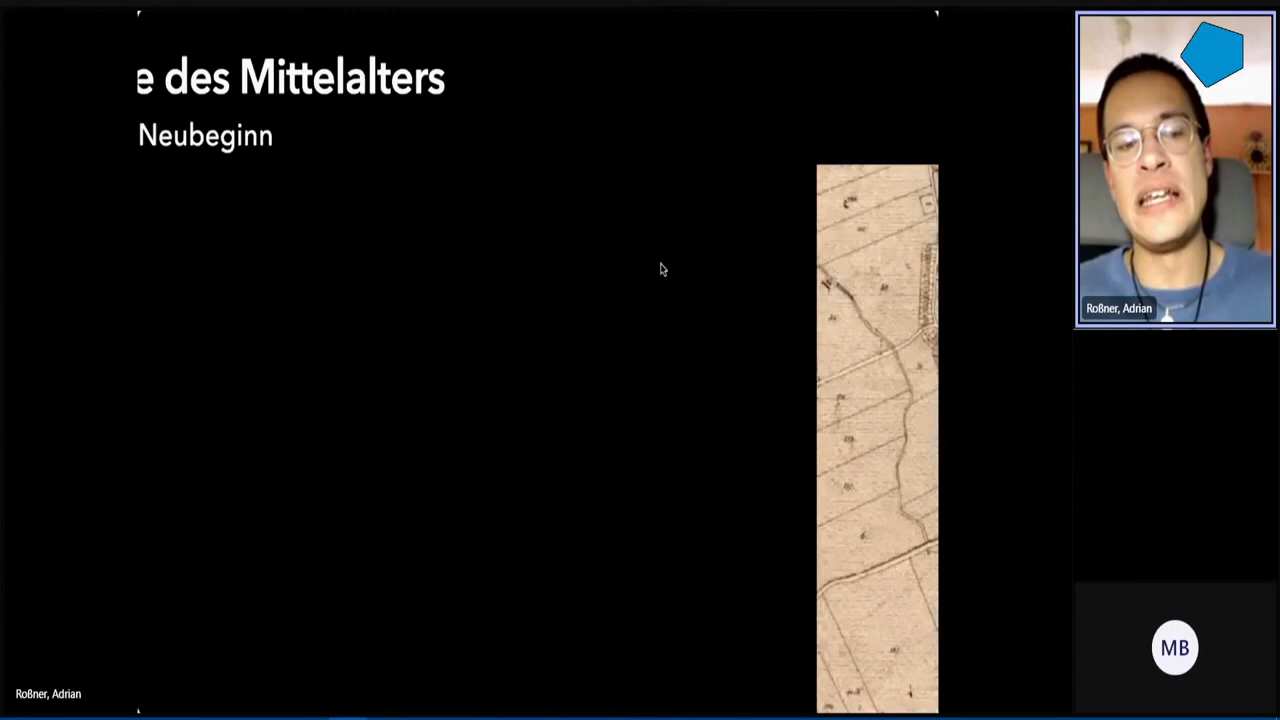 e des Mittelalters
Neubeginn
Roßner, Adrian
MB
Roßner, Adrian